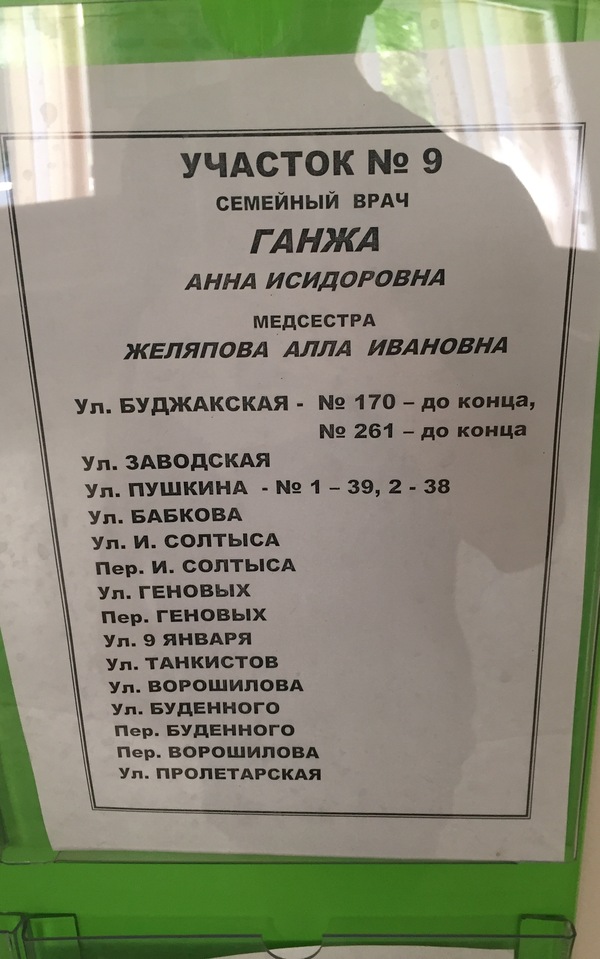 УЧАСТОК № 9
СЕМЕЙНЫЙ ВРАЧ
ГАНЖА
АННА ИСИДОРОВНА
МЕДСЕСТРА
ЖЕЛЯПОВА АЛЛА ИВАНОВНА
Ул. БУДЖАКСКАЯ - № 170 – до конца,
№ 261 – до конца
Ул. ЗАВОДСКАЯ
Ул. ПУШКИНА - № 1 – 39, 2 - 38
Ул. БАБКОВА
Ул. И. СОЛТЫСА
Пер. И. СОЛТЫСА
Ул. ГЕНОВЫХ
Пер. ГЕНОВЫХ
Ул. 9 ЯНВАРЯ
Ул. ТАНКИСТОВ
Ул. ВОРОШИЛОВА
Ул. БУДЕННОГО
Пер. БУДЕННОГО
Пер. ВОРОШИЛОВА
Ул. ПРОЛЕТАРСКАЯ